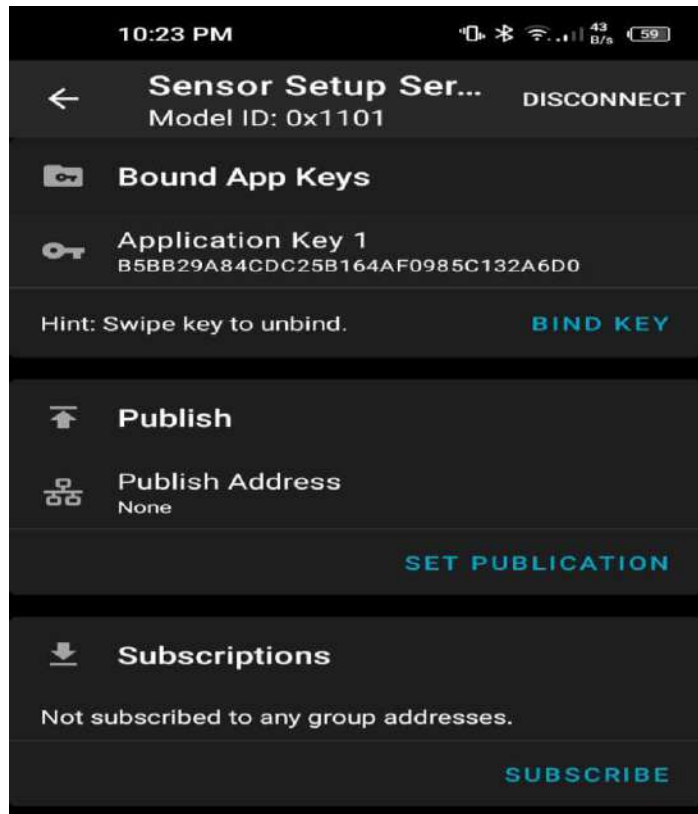 10:23 PM
43
B/s
59
Sensor Setup Ser...
DISCONNECT
Model ID: 0x1101
Bound App Keys
Application Key 1
B5BB29A84CDC25B164AF0985C132A6D0
Hint: Swipe key to unbind.
BIND KEY
Publish
Publish Address
None
SET PUBLICATION
Subscriptions
Not subscribed to any group addresses.
SUBSCRIBE